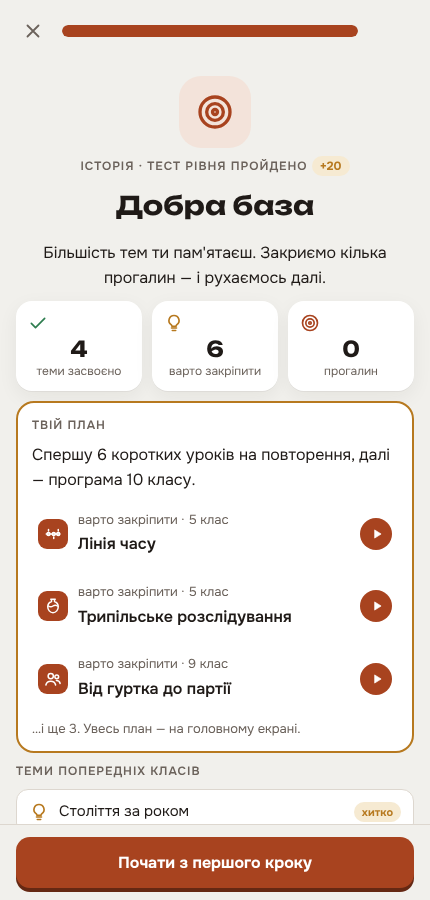 ІСТОРІЯ · ТЕСТ РІВНЯ ПРОЙДЕНО +20
Добра база
Більшість тем ти пам'ятаєш. Закриємо кілька
прогалин — і рухаємось далі.
4
теми засвоєно
6
варто закріпити
0
прогалин
ТВІЙ ПЛАН
Спершу 6 коротких уроків на повторення, далі
— програма 10 класу.
варто закріпити · 5 клас
Лінія часу
варто закріпити · 5 клас
Трипільське розслідування
варто закріпити · 9 клас
Від гуртка до партії
...і ще 3. Увесь план — на головному екрані.
ТЕМИ ПОПЕРЕДНІХ КЛАСІВ
Століття за роком хитко
Почати з першого кроку